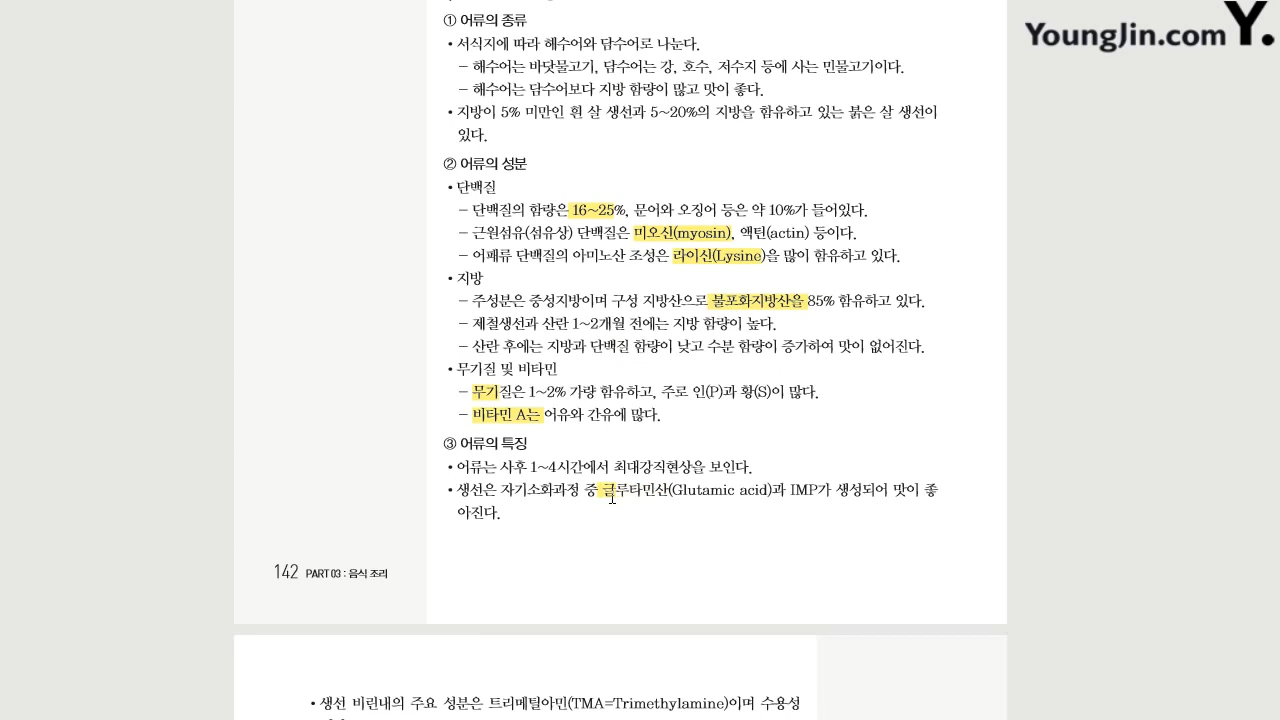 ① 어류의 종류
YoungJin.com Y.
• 서식지에 따라 해수어와 담수어로 나눈다.
– 해수어는 바닷물고기, 담수어는 강, 호수, 저수지 등에 사는 민물고기이다.
– 해수어는 담수어보다 지방 함량이 많고 맛이 좋다.
• 지방이 5% 미만인 흰 살 생선과 5~20%의 지방을 함유하고 있는 붉은 살 생선이
있다.
② 어류의 성분
• 단백질
– 단백질의 함량은 16~25%, 문어와 오징어 등은 약 10%가 들어있다.
– 근원섬유(섬유상) 단백질은 미오신(myosin), 액틴(actin) 등이다.
– 어패류 단백질의 아미노산 조성은 라이신(Lysine)을 많이 함유하고 있다.
• 지방
– 주성분은 중성지방이며 구성 지방산으로 불포화지방산을 85% 함유하고 있다.
– 제철생선과 산란 1~2개월 전에는 지방 함량이 높다.
– 산란 후에는 지방과 단백질 함량이 낮고 수분 함량이 증가하여 맛이 없어진다.
• 무기질 및 비타민
– 무기질은 1~2% 가량 함유하고, 주로 인(P)과 황(S)이 많다.
– 비타민 A는 어유와 간유에 많다.
③ 어류의 특징
• 어류는 사후 1~4시간에서 최대강직현상을 보인다.
• 생선은 자기소화과정 중 글루타민산(Glutamic acid)과 IMP가 생성되어 맛이 좋
아진다.
142 PART 03 : 음식 조리
• 생선 비린내의 주요 성분은 트리메틸아민(TMA=Trimethylamine)이며 수용성